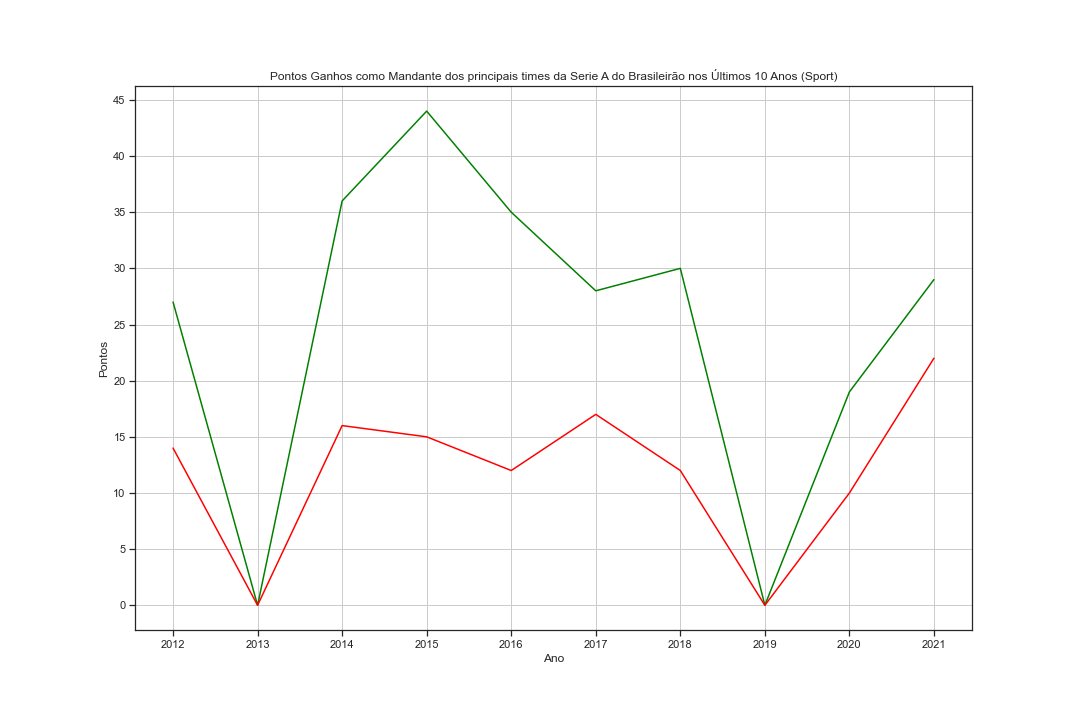 Pontos Ganhos como Mandante dos principais times da Serie A do Brasileirão nos Últimos 10 Anos (Sport)
45
40
35
30
25
20
15
10
5
0
Pontos
2012 2013 2014 2015 2016 2017 2018 2019 2020 2021
Ano